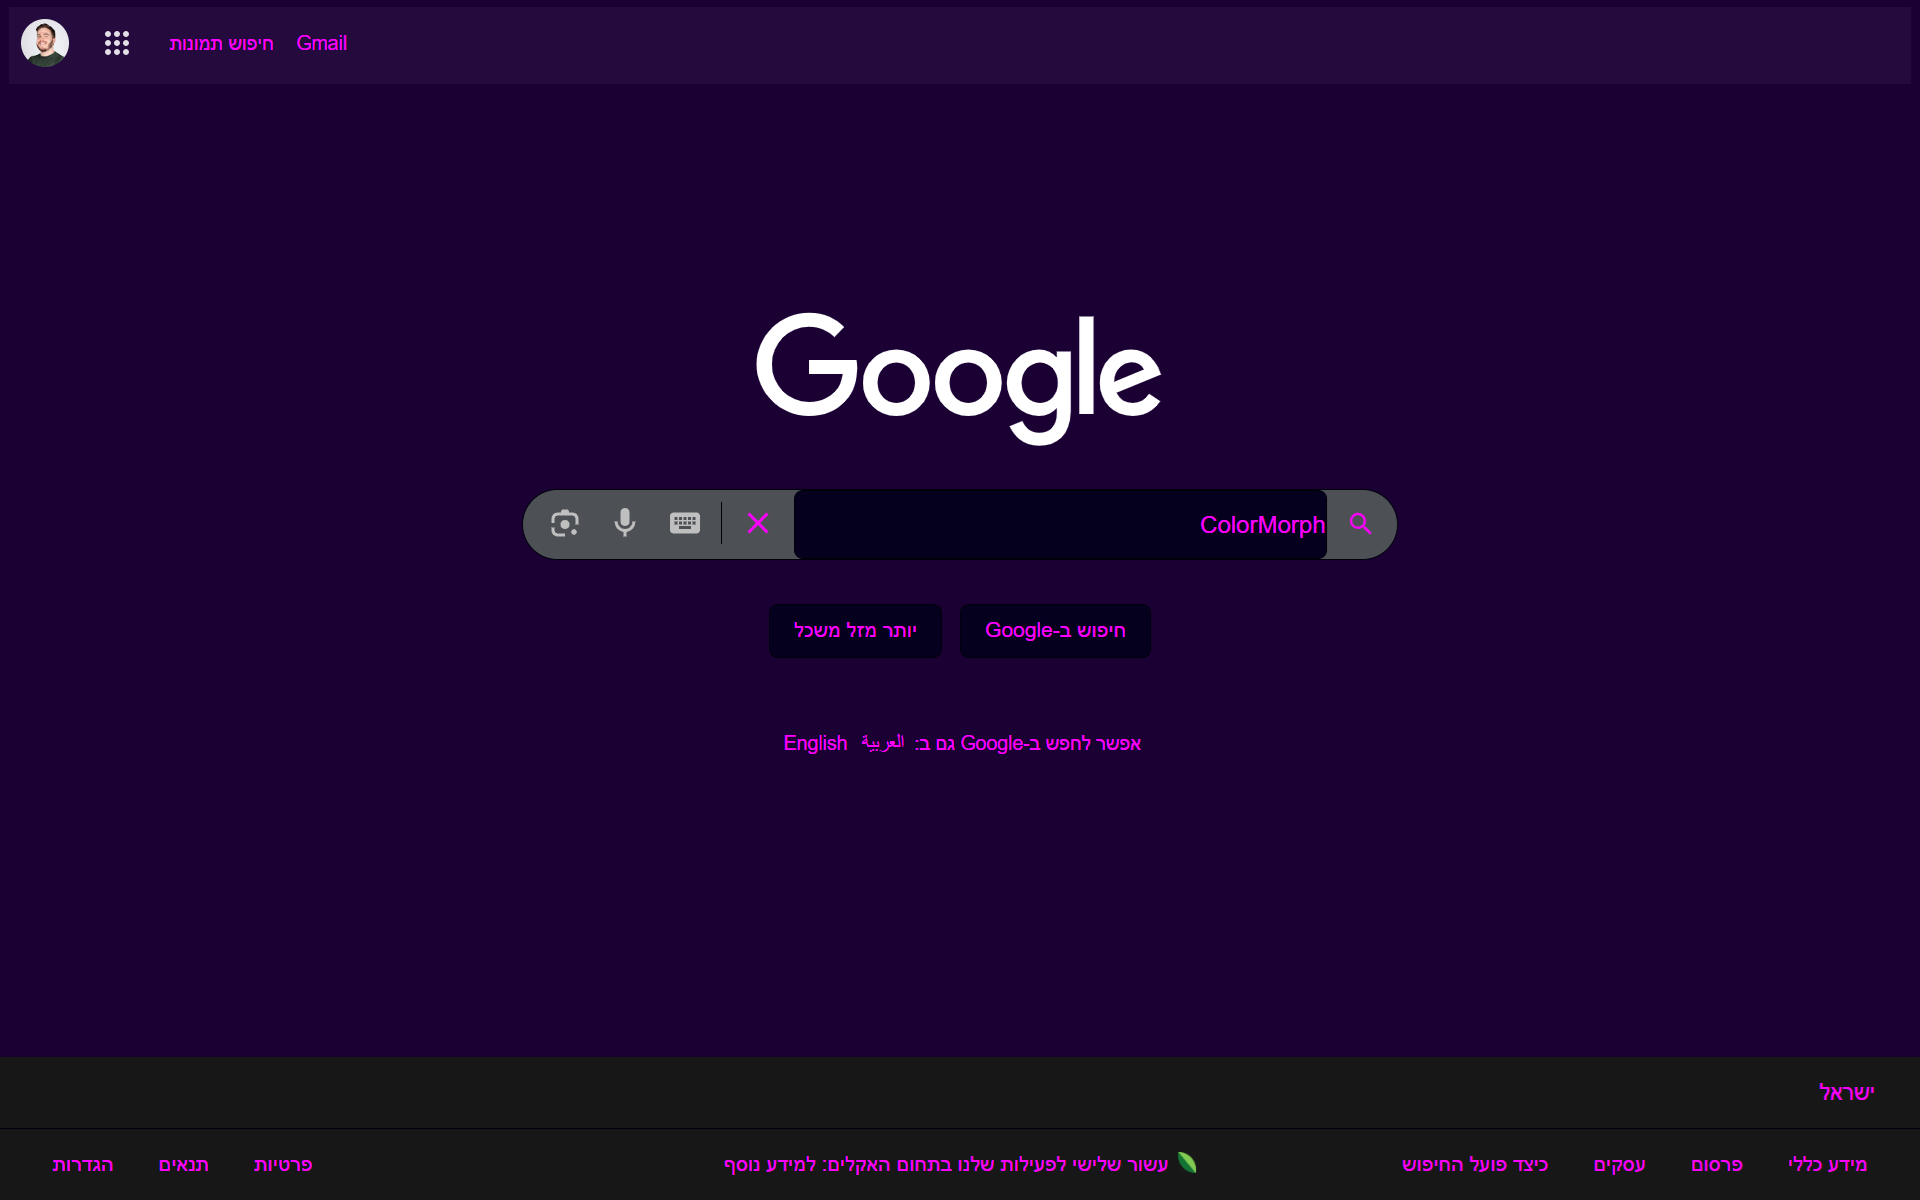 Gmail חיפוש תמונות
Google
ColorMorph
חיפוש ב-Google
יותר מזל משכל
אפשר לחפש ב-Google גם ב: العربية English
ישראל
מידע כללי פרסום עסקים כיצד פועל החיפוש
עשור שלישי לפעילות שלנו בתחום האקלים: למידע נוסף
פרטיות תנאים הגדרות